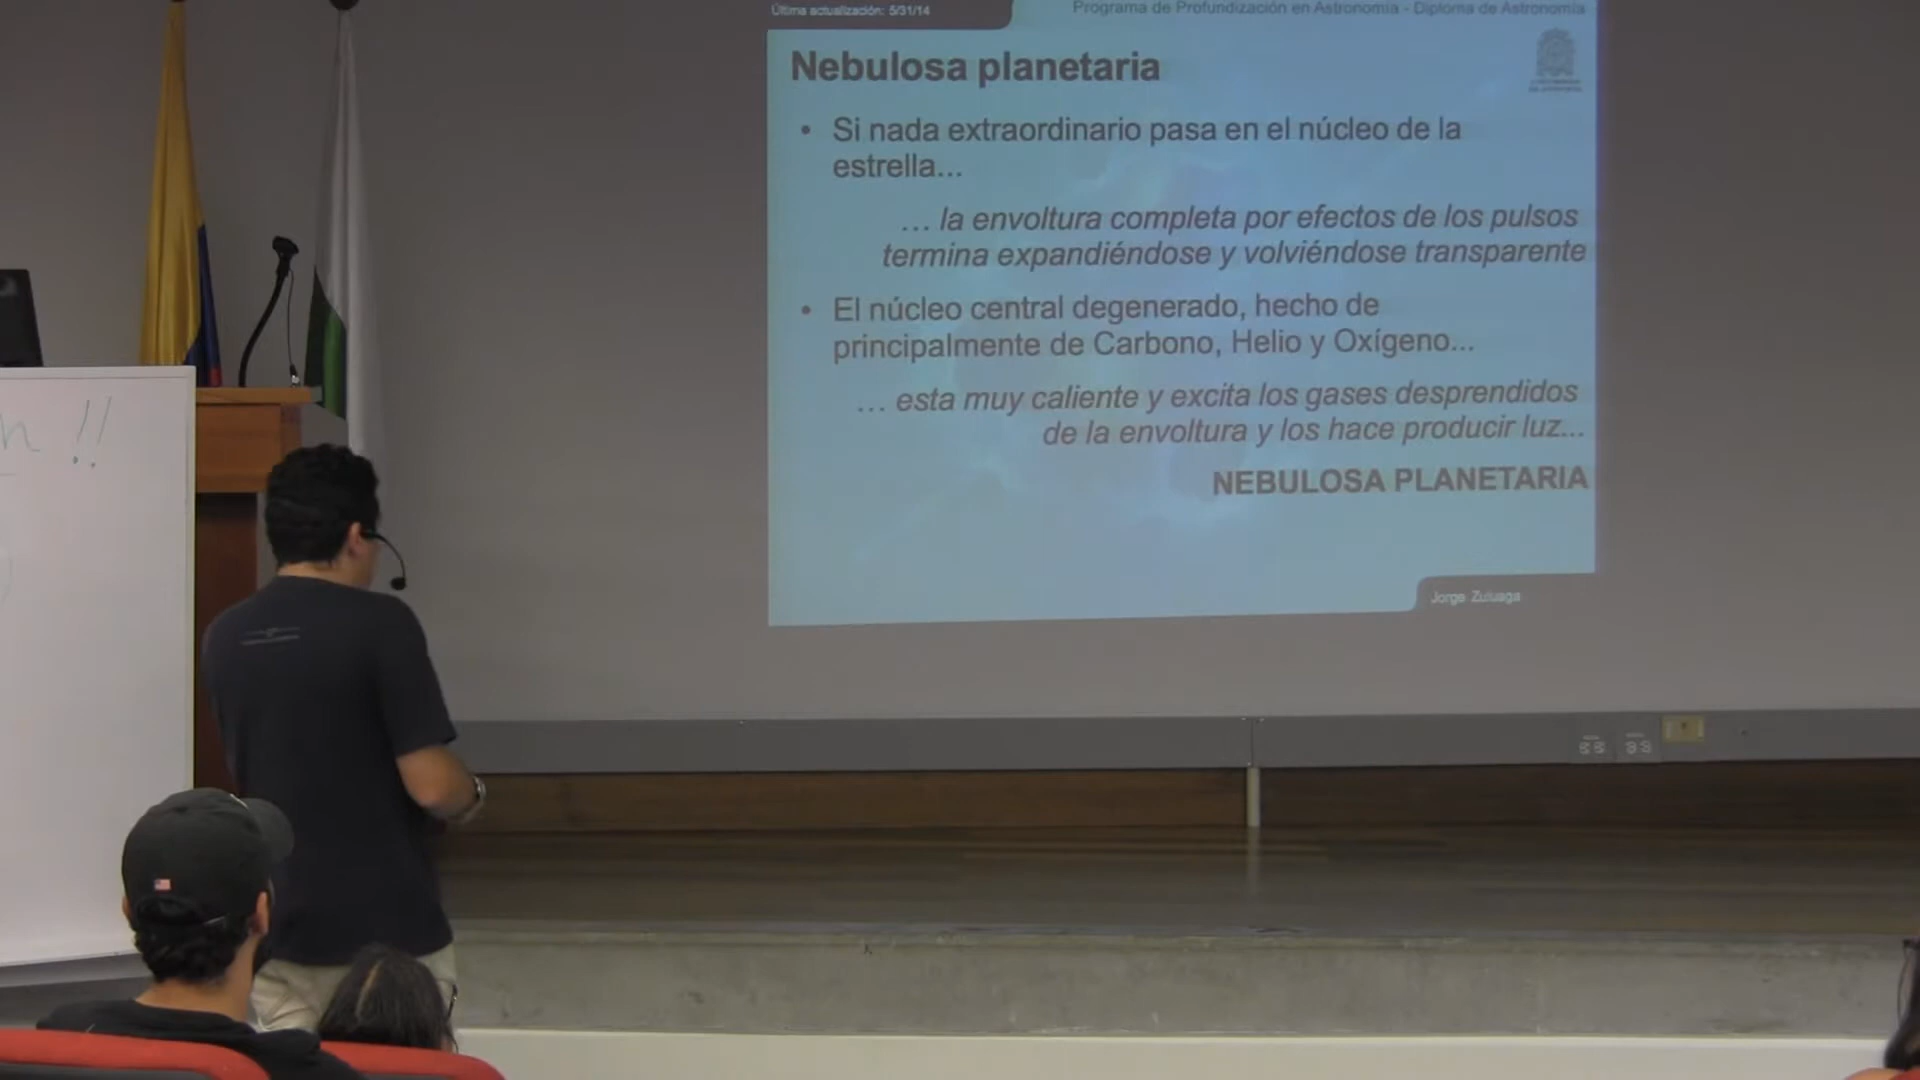 Última actualización: 5/31/14
Programa de Profundización en Astronomía - Diploma de Astronomía
Nebulosa planetaria
• Si nada extraordinario pasa en el núcleo de la
estrella...
... la envoltura completa por efectos de los pulsos
termina expandiéndose y volviéndose transparente
• El núcleo central degenerado, hecho de
principalmente de Carbono, Helio y Oxígeno...
... esta muy caliente y excita los gases desprendidos
de la envoltura y los hace producir luz...
NEBULOSA PLANETARIA
Jorge Zuluaga
!!